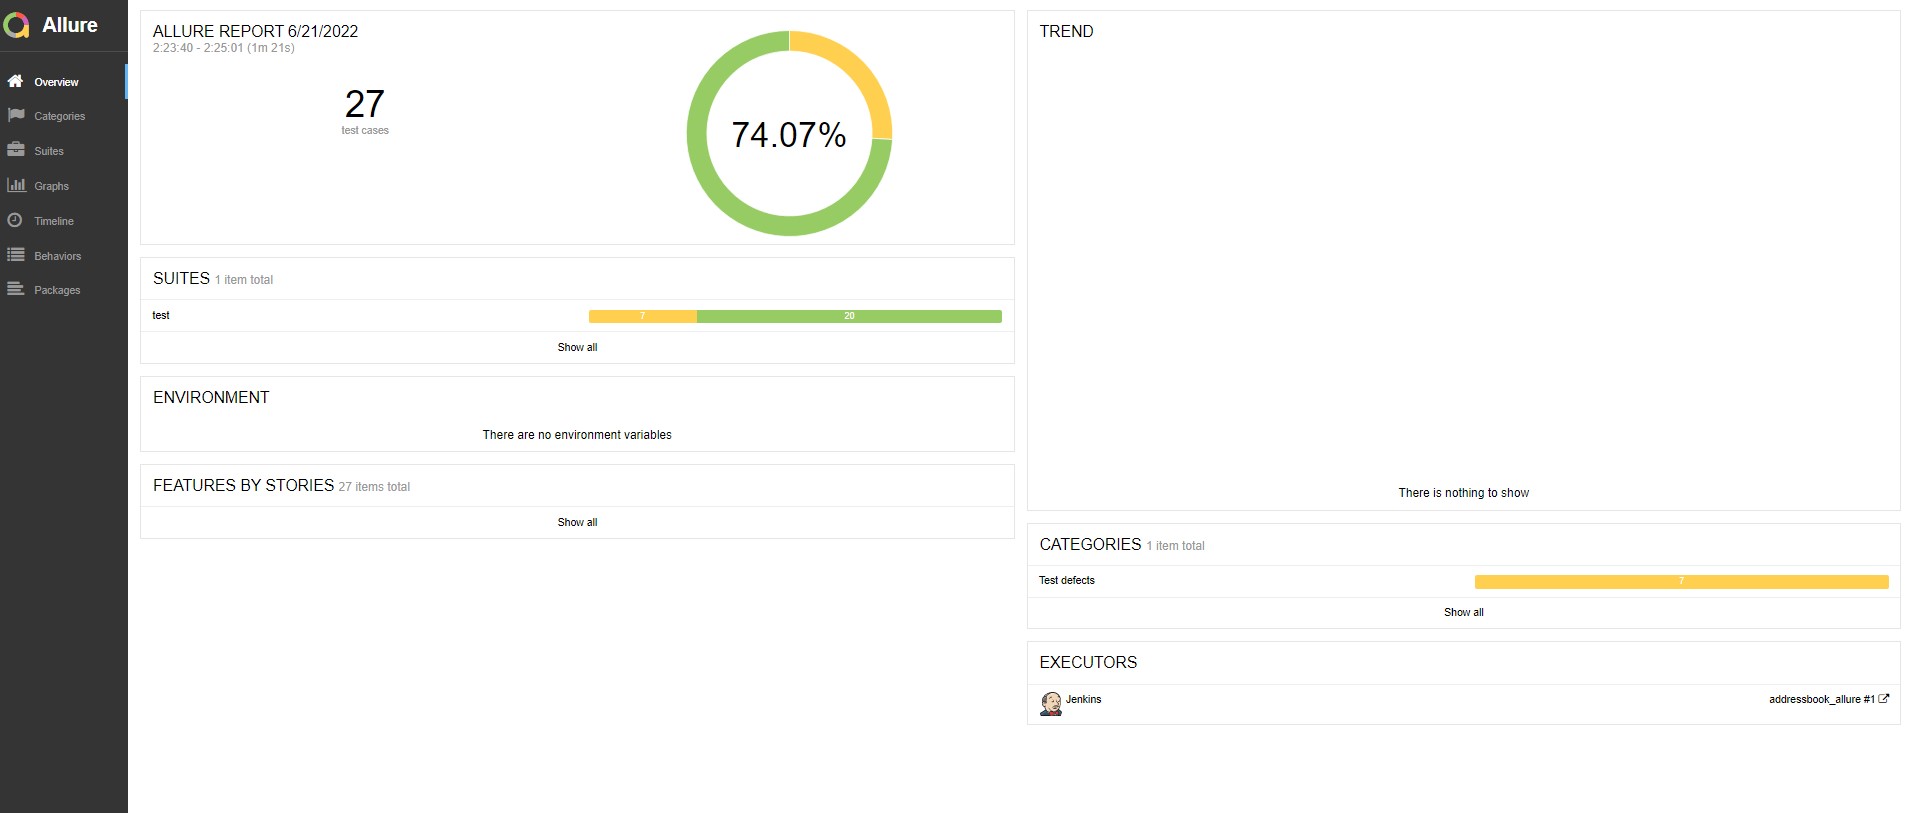 Allure
Overview
Categories
Suites
Graphs
Timeline
Behaviors
Packages
ALLURE REPORT 6/21/2022
2:23:40 - 2:25:01 (1m 21s)
27
test cases
74.07%
SUITES 1 item total
test 7 20
Show all
ENVIRONMENT
There are no environment variables
FEATURES BY STORIES 27 items total
Show all
TREND
There is nothing to show
CATEGORIES 1 item total
Test defects 7
Show all
EXECUTORS
Jenkins addressbook_allure #1